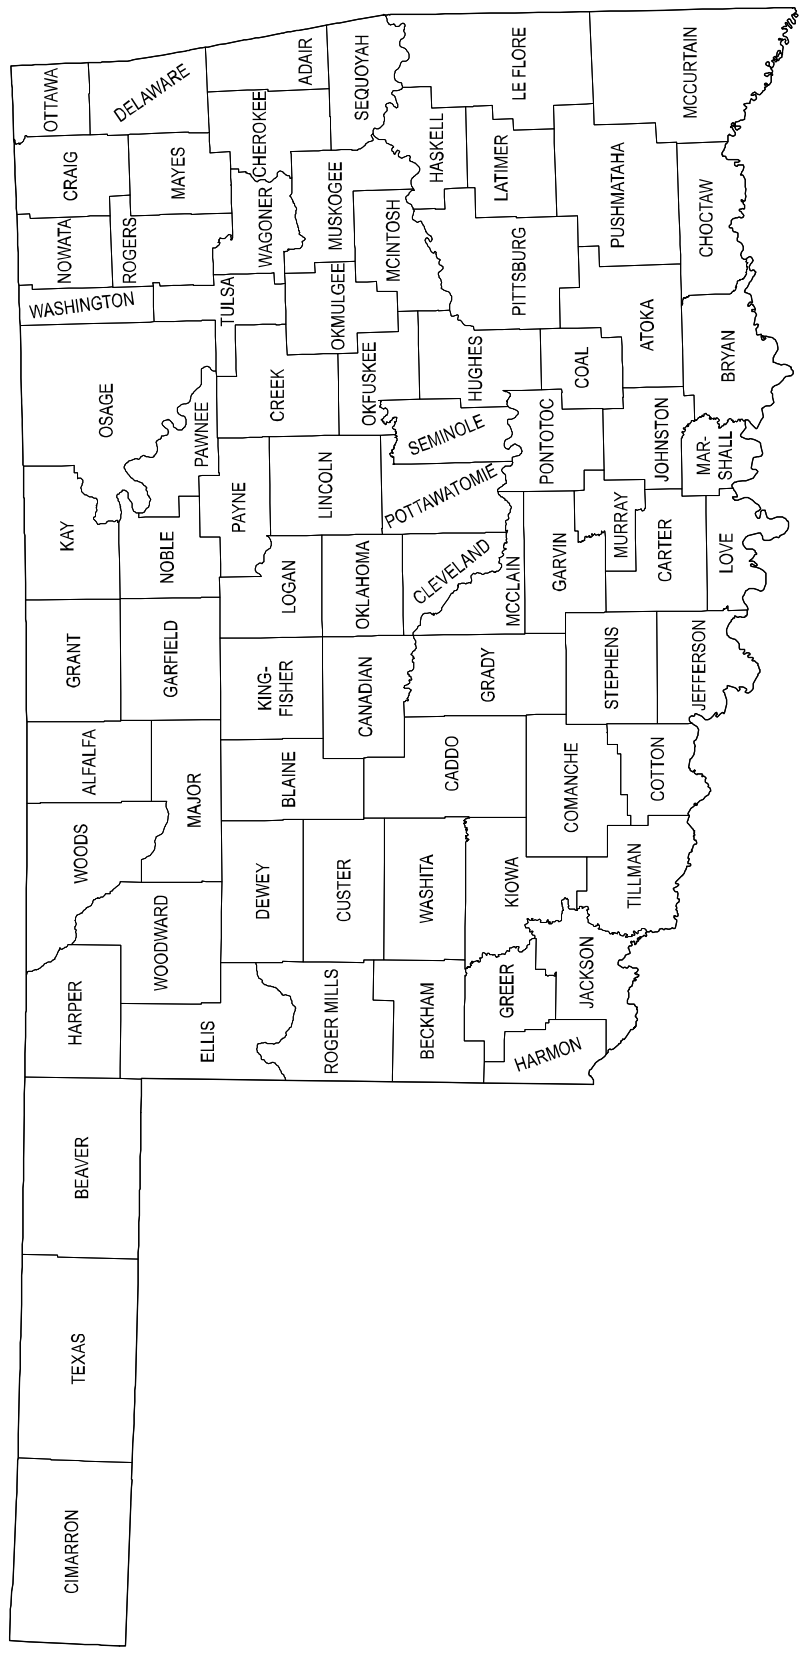 OTTAWA
DELAWARE
ADAIR
SEQUOYAH
LE FLORE
MCCURTAIN
CRAIG
MAYES
CHEROKEE
HASKELL
LATIMER
PUSHMATAHA
CHOCTAW
NOWATA
ROGERS
WAGONER
MUSKOGEE
MCINTOSH
PITTSBURG
WASHINGTON
TULSA
OKMULGEE
ATOKA
BRYAN
OSAGE
PAWNEE
CREEK
OKFUSKEE
HUGHES
COAL
SEMINOLE
PONTOTOC
JOHNSTON
MAR-
SHALL
KAY
NOBLE
PAYNE
LINCOLN
POTTAWATOMIE
MURRAY
CARTER
LOVE
LOGAN
OKLAHOMA
CLEVELAND
MCCLAIN
GARVIN
GRANT
GARFIELD
KING-
FISHER
CANADIAN
GRADY
STEPHENS
JEFFERSON
ALFALFA
MAJOR
BLAINE
CADDO
COMANCHE
COTTON
WOODS
WOODWARD
DEWEY
CUSTER
WASHITA
KIOWA
TILLMAN
HARPER
ELLIS
ROGER MILLS
BECKHAM
GREER
JACKSON
HARMON
BEAVER
TEXAS
CIMARRON